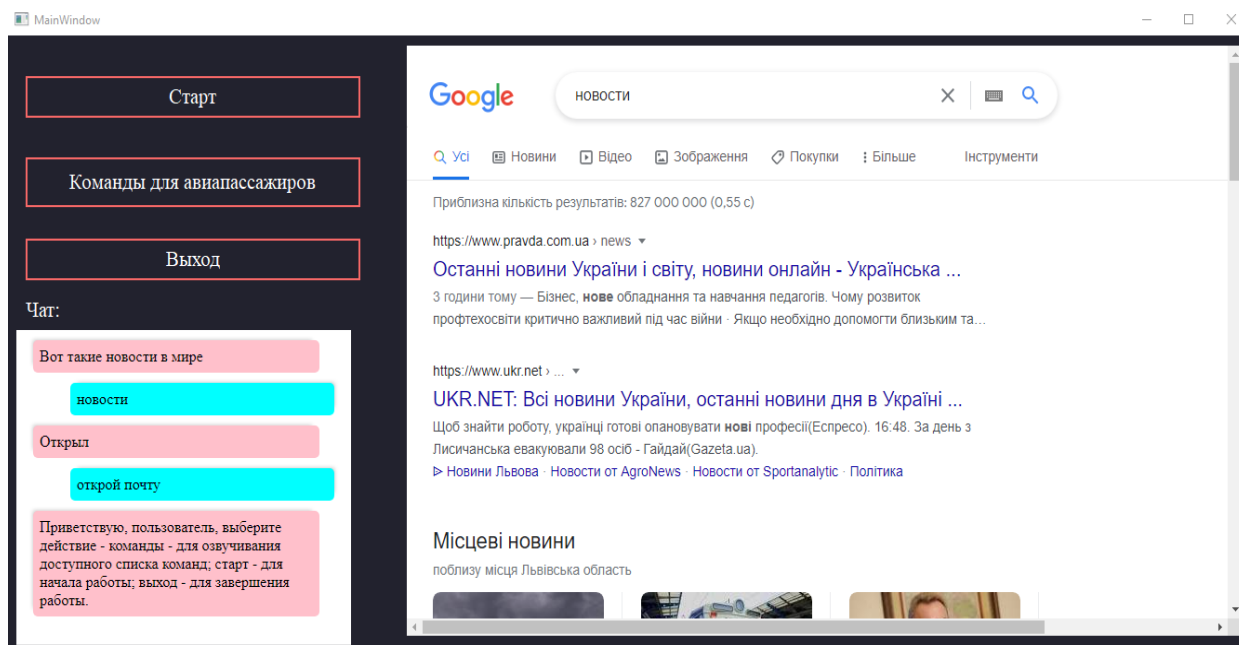 MainWindow
Старт
Команды для авиапассажиров
Выход
Чат:
Вот такие новости в мире
новости
Открыл
открой почту
Приветствую, пользователь, выберите
действие - команды - для озвучивания
доступного списка команд; старт - для
начала работы; выход - для завершения
работы.
Google
новости
Усі Новини Відео Зображення Покупки Більше Інструменти
Приблизна кількість результатів: 827 000 000 (0,55 с)
https://www.pravda.com.ua › news
Останні новини України і світу, новини онлайн - Українська ...
3 години тому — Бізнес, нове обладнання та навчання педагогів. Чому розвиток
профтехосвіти критично важливий під час війни · Якщо необхідно допомогти близьким та…
https://www.ukr.net › ...
UKR.NET: Всі новини України, останні новини дня в Україні ...
Щоб знайти роботу, українці готові опановувати нові професії(Еспресо). 16:48. За день з
Лисичанська евакуювали 98 осіб - Гайдай(Gazeta.ua).
Новини Львова · Новости от AgroNews · Новости от Sportanalytic · Політика
Місцеві новини
поблизу місця Львівська область